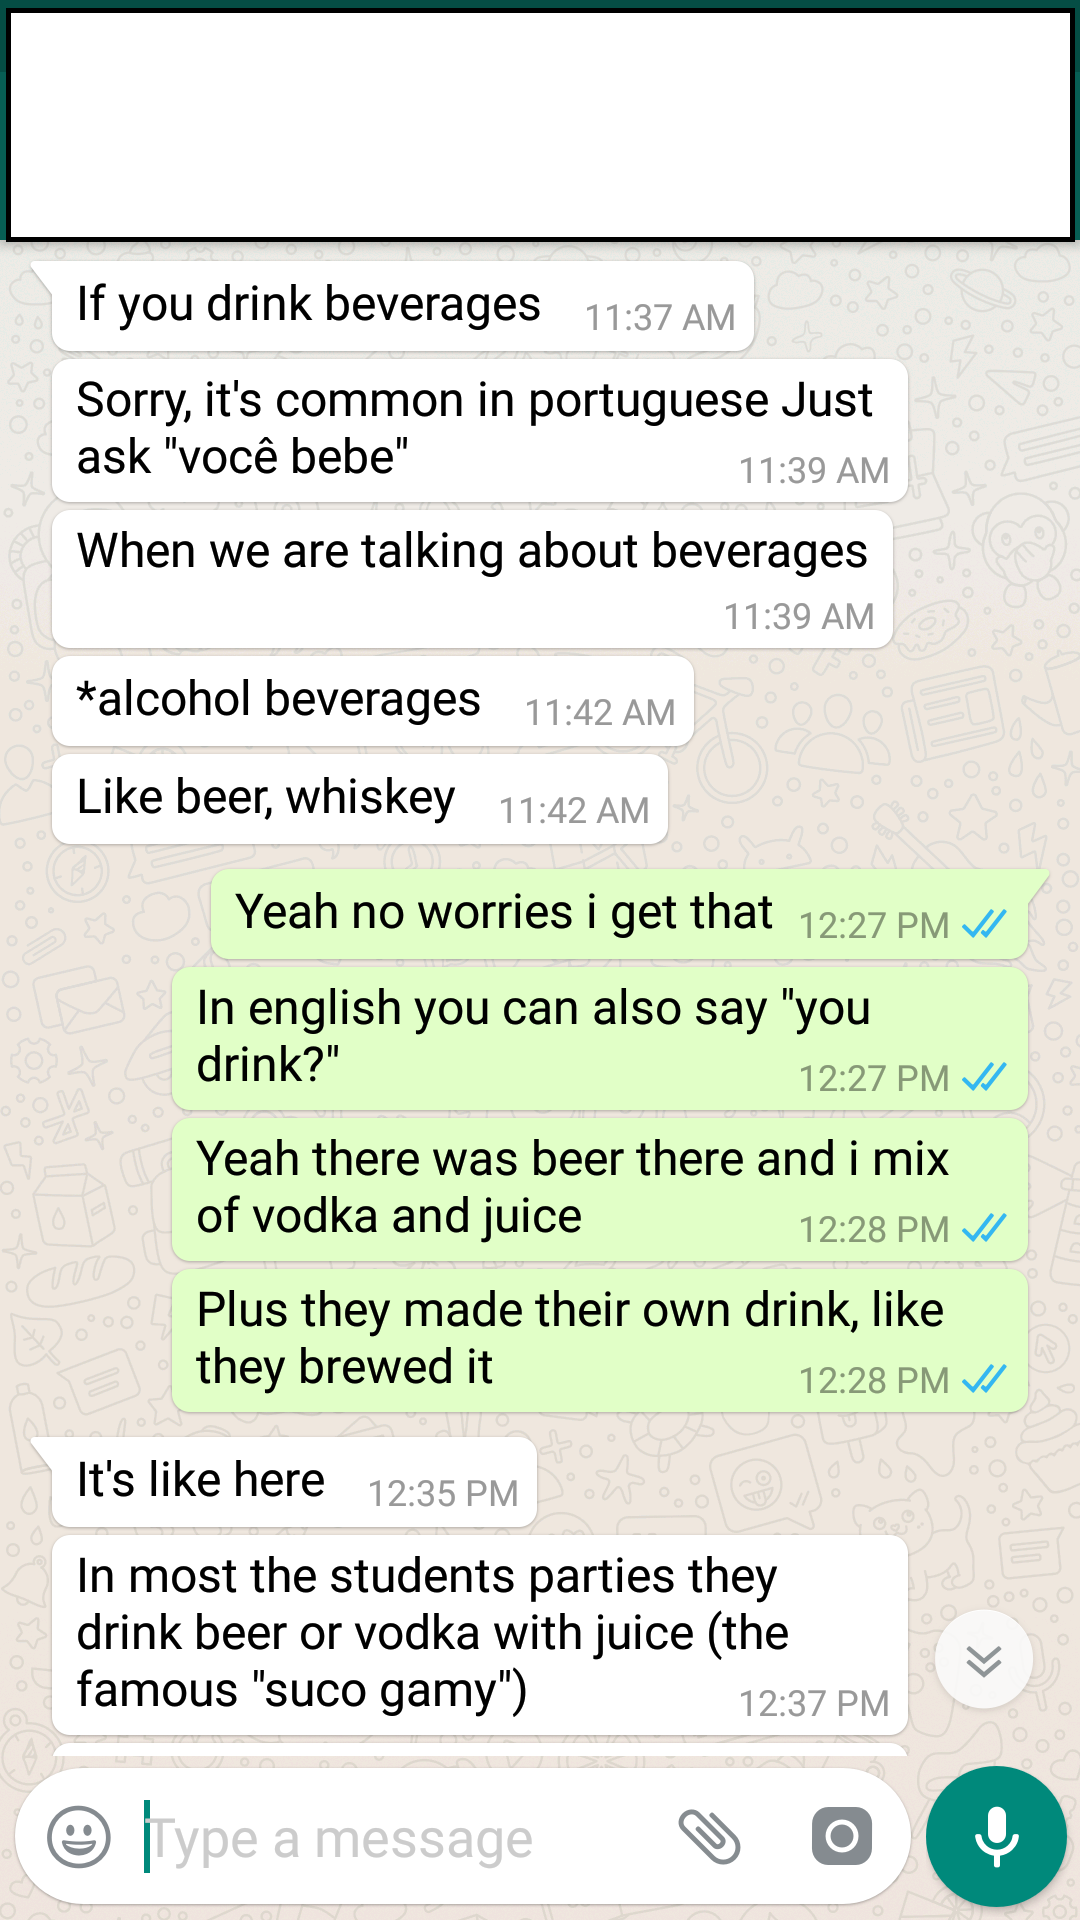 If you drink beverages
11:37 AM
Sorry, it's common in portuguese Just
ask "você bebe"
11:39 AM
When we are talking about beverages
11:39 AM
*alcohol beverages
11:42 AM
Like beer, whiskey
11:42 AM
Yeah no worries i get that
12:27 PM
In english you can also say "you
drink?"
12:27 PM
Yeah there was beer there and i mix
of vodka and juice
12:28 PM
Plus they made their own drink, like
they brewed it
12:28 PM
It's like here
12:35 PM
In most the students parties they
drink beer or vodka with juice (the
famous "suco gamy")
12:37 PM
Type a message